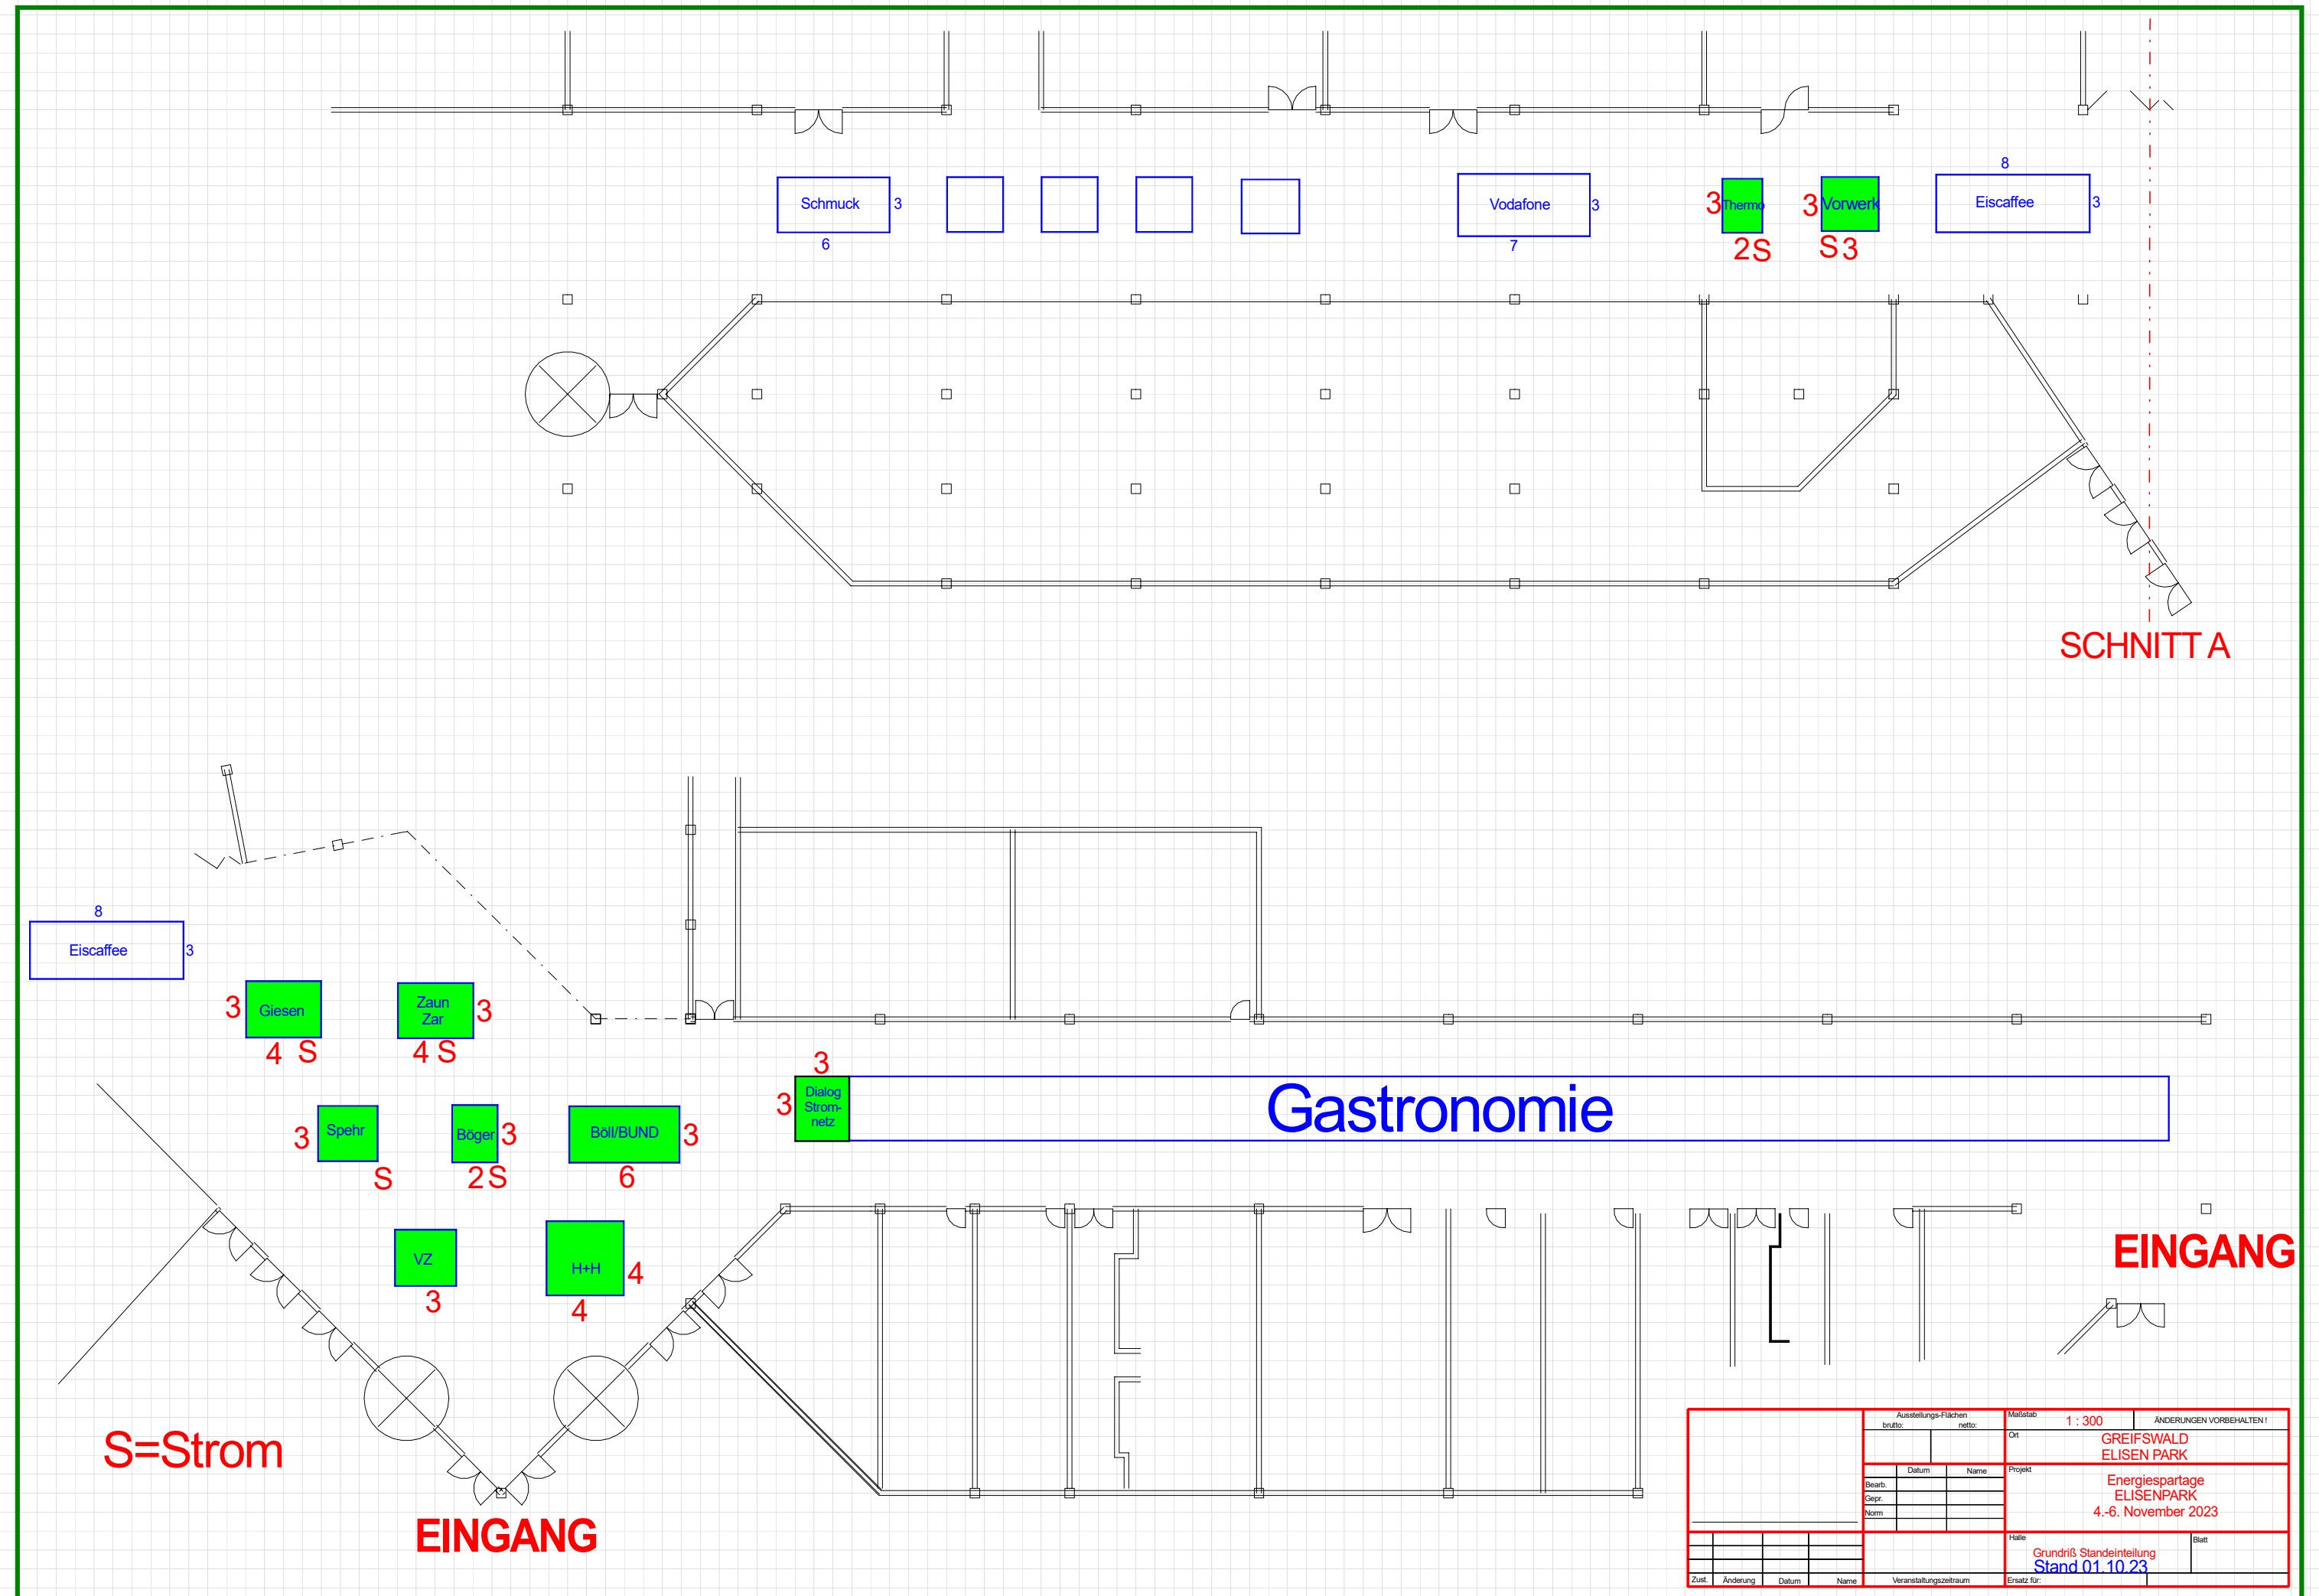 8
Schmuck 3
6
Vodafone 3
7
3 Thermo
2 S
3 Vorwerk
S 3
Eiscaffee 3
SCHNITT A
8
Eiscaffee 3
3 Giesen
4 S
Zaun
Zar
3
4 S
3
3
Dialog
Strom-
netz
Gastronomie
3 Spehr
S
Böger 3
2 S
Böll/BUND 3
6
VZ
3
H+H 4
4
EINGANG
S=Strom
EINGANG
Ausstellungs-Flächen
brutto: netto:
Maßstab
1 : 300
ÄNDERUNGEN VORBEHALTEN !
Ort
GREIFSWALD
ELISEN PARK
Datum Name
Bearb.
Gepr.
Norm
Projekt
Energiespartage
ELISENPARK
4.-6. November 2023
Halle
Blatt
Grundriß Standeinteilung
Stand 01.10.23
Zust. Änderung Datum Name
Veranstaltungszeitraum
Ersatz für: